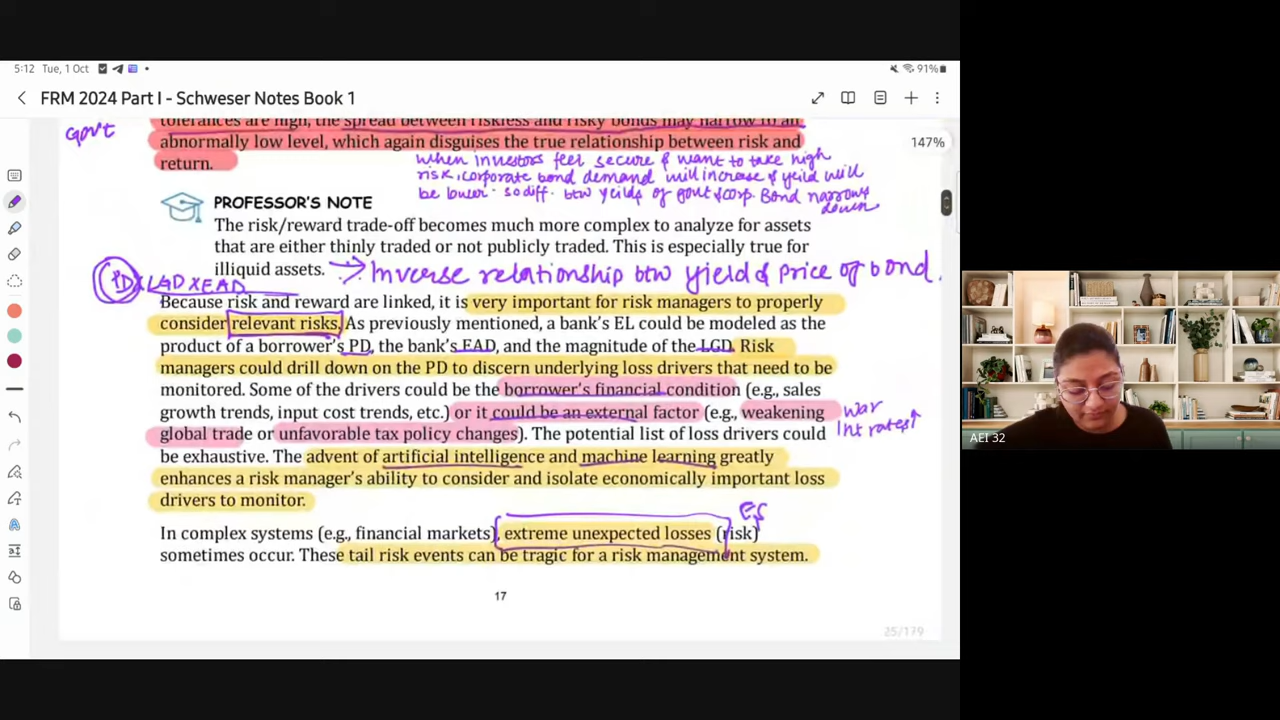 5:12 Tue, 1 Oct
91%
FRM 2024 Part I - Schweser Notes Book 1
147%
Govt
tolerances are high, the spread between riskless and risky bonds may narrow to an
abnormally low level, which again disguises the true relationship between risk and
return.
When investors feel secure & want to take high
risk, corporate bond demand will increase & yield will
be lower. so diff. btw yeilds of govt & corp. Bond narrows
down
PROFESSOR'S NOTE
The risk/reward trade-off becomes much more complex to analyze for assets
that are either thinly traded or not publicly traded. This is especially true for
illiquid assets.
Inverse relationship btw yield & price of bond.
PD X LGD X EAD
Because risk and reward are linked, it is very important for risk managers to properly
consider relevant risks. As previously mentioned, a bank's EL could be modeled as the
product of a borrower's PD, the bank's EAD, and the magnitude of the LGD. Risk
managers could drill down on the PD to discern underlying loss drivers that need to be
monitored. Some of the drivers could be the borrower's financial condition (e.g., sales
growth trends, input cost trends, etc.) or it could be an external factor (e.g., weakening
global trade or unfavorable tax policy changes). The potential list of loss drivers could
War
Int rates↑
be exhaustive. The advent of artificial intelligence and machine learning greatly
enhances a risk manager's ability to consider and isolate economically important loss
drivers to monitor.
In complex systems (e.g., financial markets), extreme unexpected losses (risk)
sometimes occur. These tail risk events can be tragic for a risk management system.
17
25/179
AEI 32